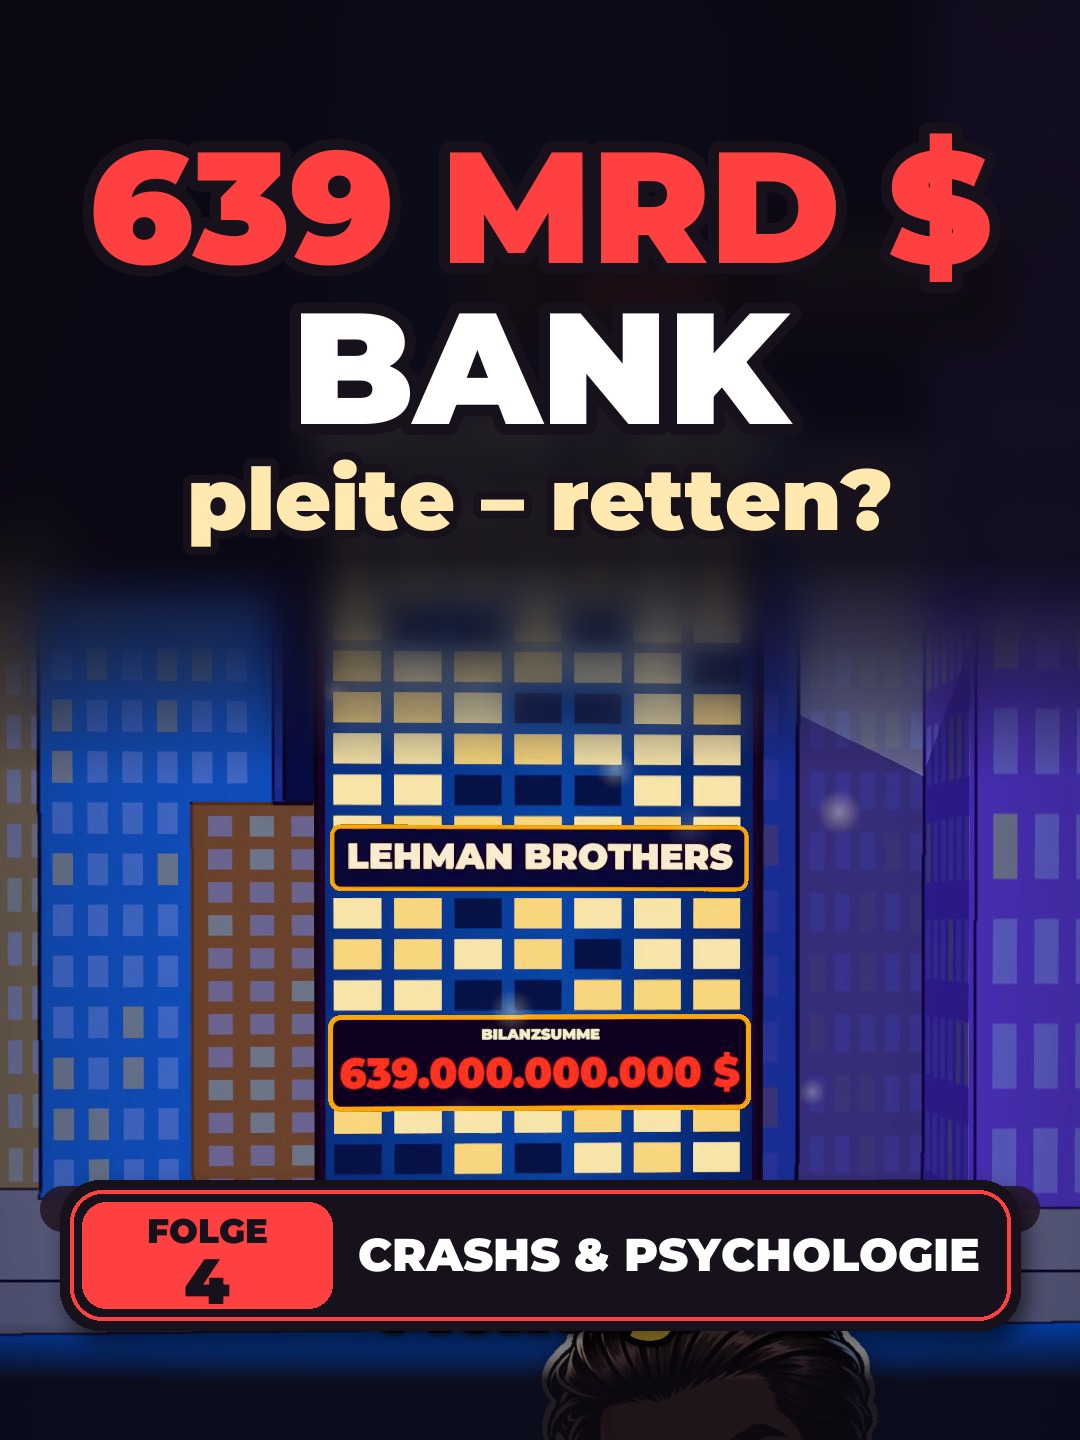 639 MRD $
BANK
pleite – retten?
LEHMAN BROTHERS
BILANZSUMME
639.000.000.000 $
FOLGE
4
CRASHS & PSYCHOLOGIE